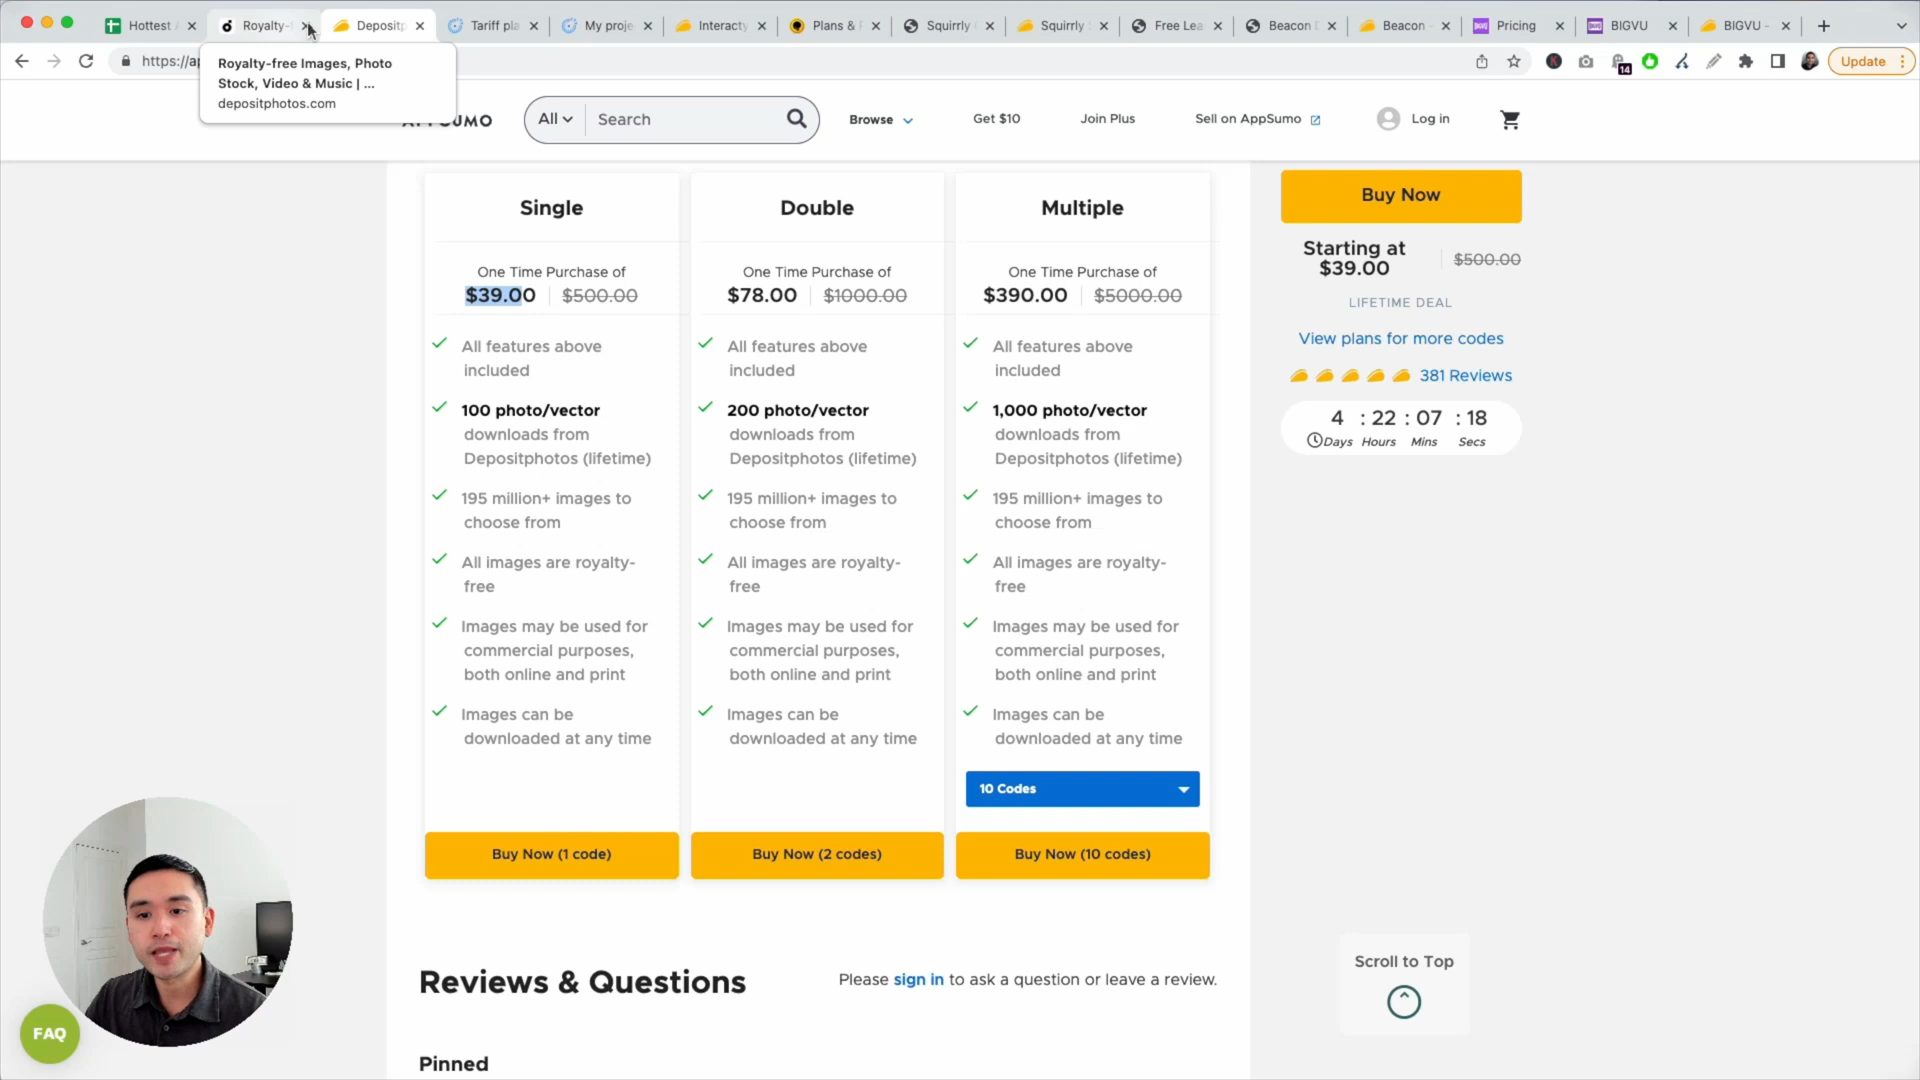 Hottest
Royalty-
Depositp
Tariff pla
My proje
Interacty
Plans &
Squirrly
Squirrly
Free Lea
Beacon
Beacon
Pricing
BIGVU
BIGVU -
https://ap
14
Update
Royalty-free Images, Photo
Stock, Video & Music | ...
depositphotos.com
All
Search
Browse
Get $10
Join Plus
Sell on AppSumo
Log in
Single
One Time Purchase of
$39.00 $500.00
All features above
included
100 photo/vector
downloads from
Depositphotos (lifetime)
195 million+ images to
choose from
All images are royalty-
free
Images may be used for
commercial purposes,
both online and print
Images can be
downloaded at any time
Buy Now (1 code)
Double
One Time Purchase of
$78.00 $1000.00
All features above
included
200 photo/vector
downloads from
Depositphotos (lifetime)
195 million+ images to
choose from
All images are royalty-
free
Images may be used for
commercial purposes,
both online and print
Images can be
downloaded at any time
Buy Now (2 codes)
Multiple
One Time Purchase of
$390.00 $5000.00
All features above
included
1,000 photo/vector
downloads from
Depositphotos (lifetime)
195 million+ images to
choose from
All images are royalty-
free
Images may be used for
commercial purposes,
both online and print
Images can be
downloaded at any time
10 Codes
Buy Now (10 codes)
Buy Now
Starting at
$39.00 $500.00
LIFETIME DEAL
View plans for more codes
381 Reviews
4 : 22 : 07 : 18
Days Hours Mins Secs
Reviews & Questions
Please sign in to ask a question or leave a review.
Scroll to Top
FAQ
Pinned